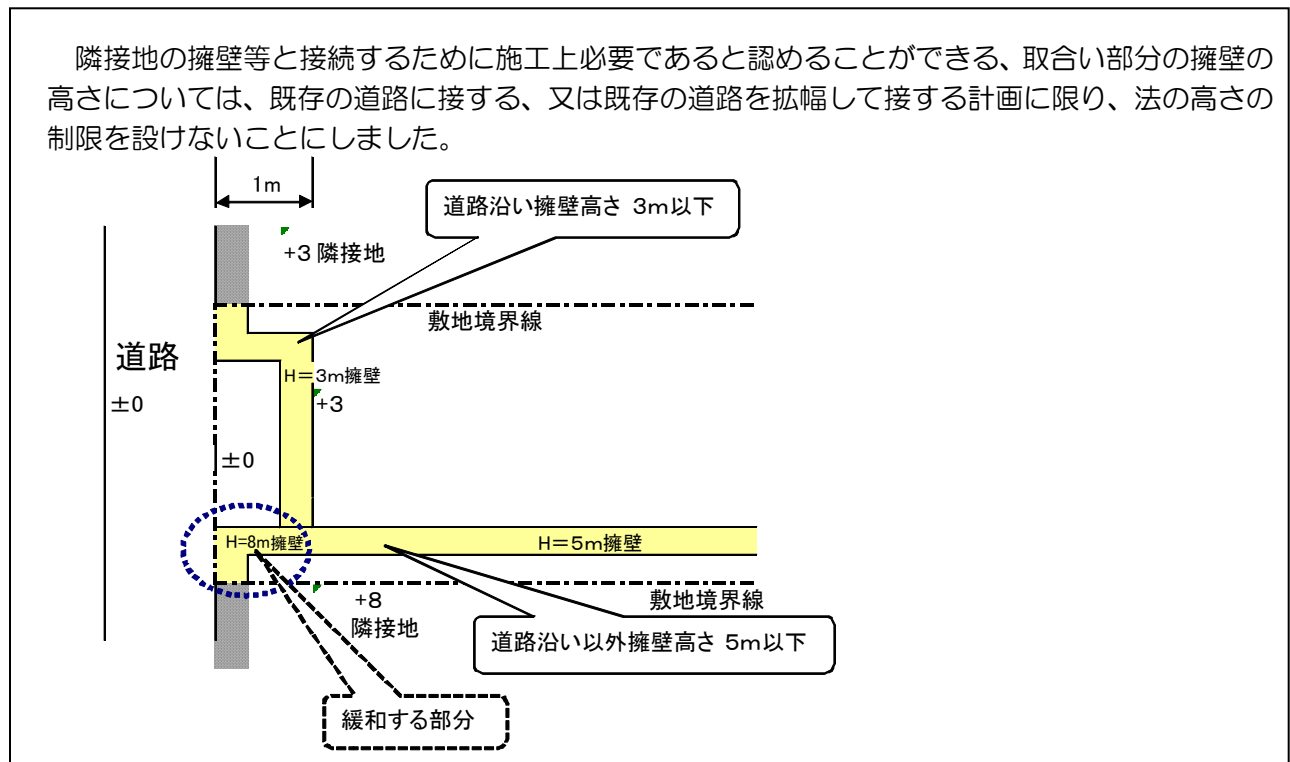 隣接地の擁壁等と接続するために施工上必要であると認めることができる、取合い部分の擁壁の
高さについては、既存の道路に接する、又は既存の道路を拡幅して接する計画に限り、法の高さの
制限を設けないことにしました。
1m
道路沿い擁壁高さ 3m以下
+3 隣接地
敷地境界線
道路
H=3m擁壁
±0
+3
±0
H=8m擁壁
H=5m擁壁
+8
隣接地
敷地境界線
道路沿い以外擁壁高さ 5m以下
緩和する部分